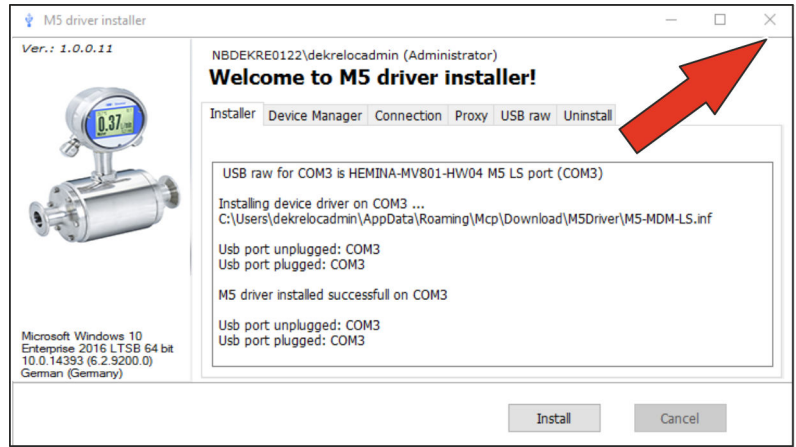 M5 driver installer
Ver.: 1.0.0.11
NBDEKRE0122\dekrelocadmin (Administrator)
Welcome to M5 driver installer!
Installer Device Manager Connection Proxy USB raw Uninstall
0.37
USB raw for COM3 is HEMINA-MV801-HW04 M5 LS port (COM3)
Installing device driver on COM3 ...
C:\Users\dekrelocadmin\AppData\Roaming\Mcp\Download\M5Driver\M5-MDM-LS.inf
Usb port unplugged: COM3
Usb port plugged: COM3
M5 driver installed successfull on COM3
Usb port unplugged: COM3
Usb port plugged: COM3
Microsoft Windows 10
Enterprise 2016 LTSB 64 bit
10.0.14393 (6.2.9200.0)
German (Germany)
Install Cancel